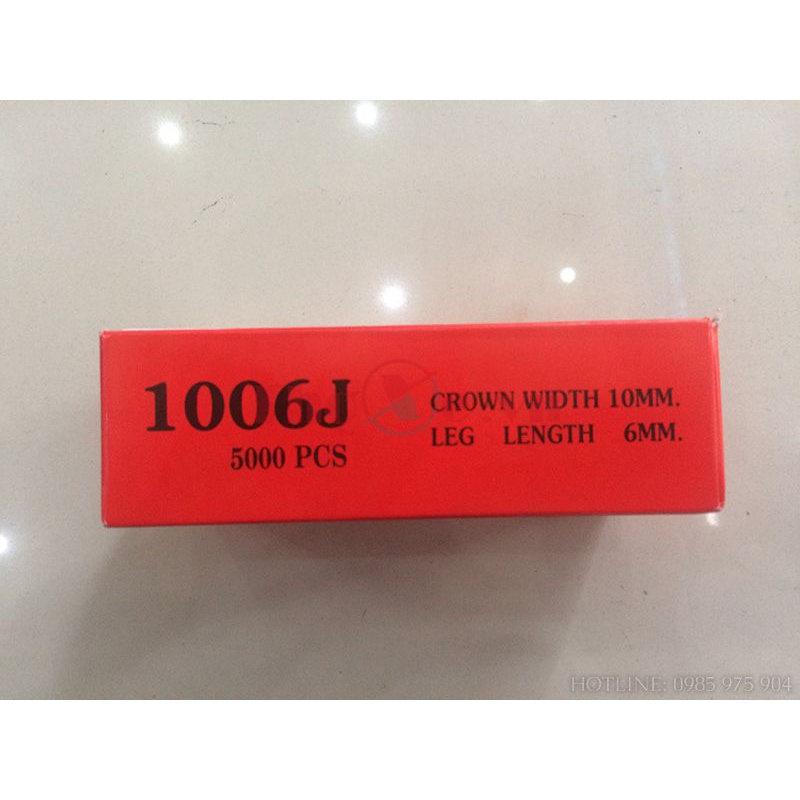 1006J
5000 PCS
CROWN WIDTH 10MM.
LEG LENGTH 6MM.
HOTLINE: 0985 975 904